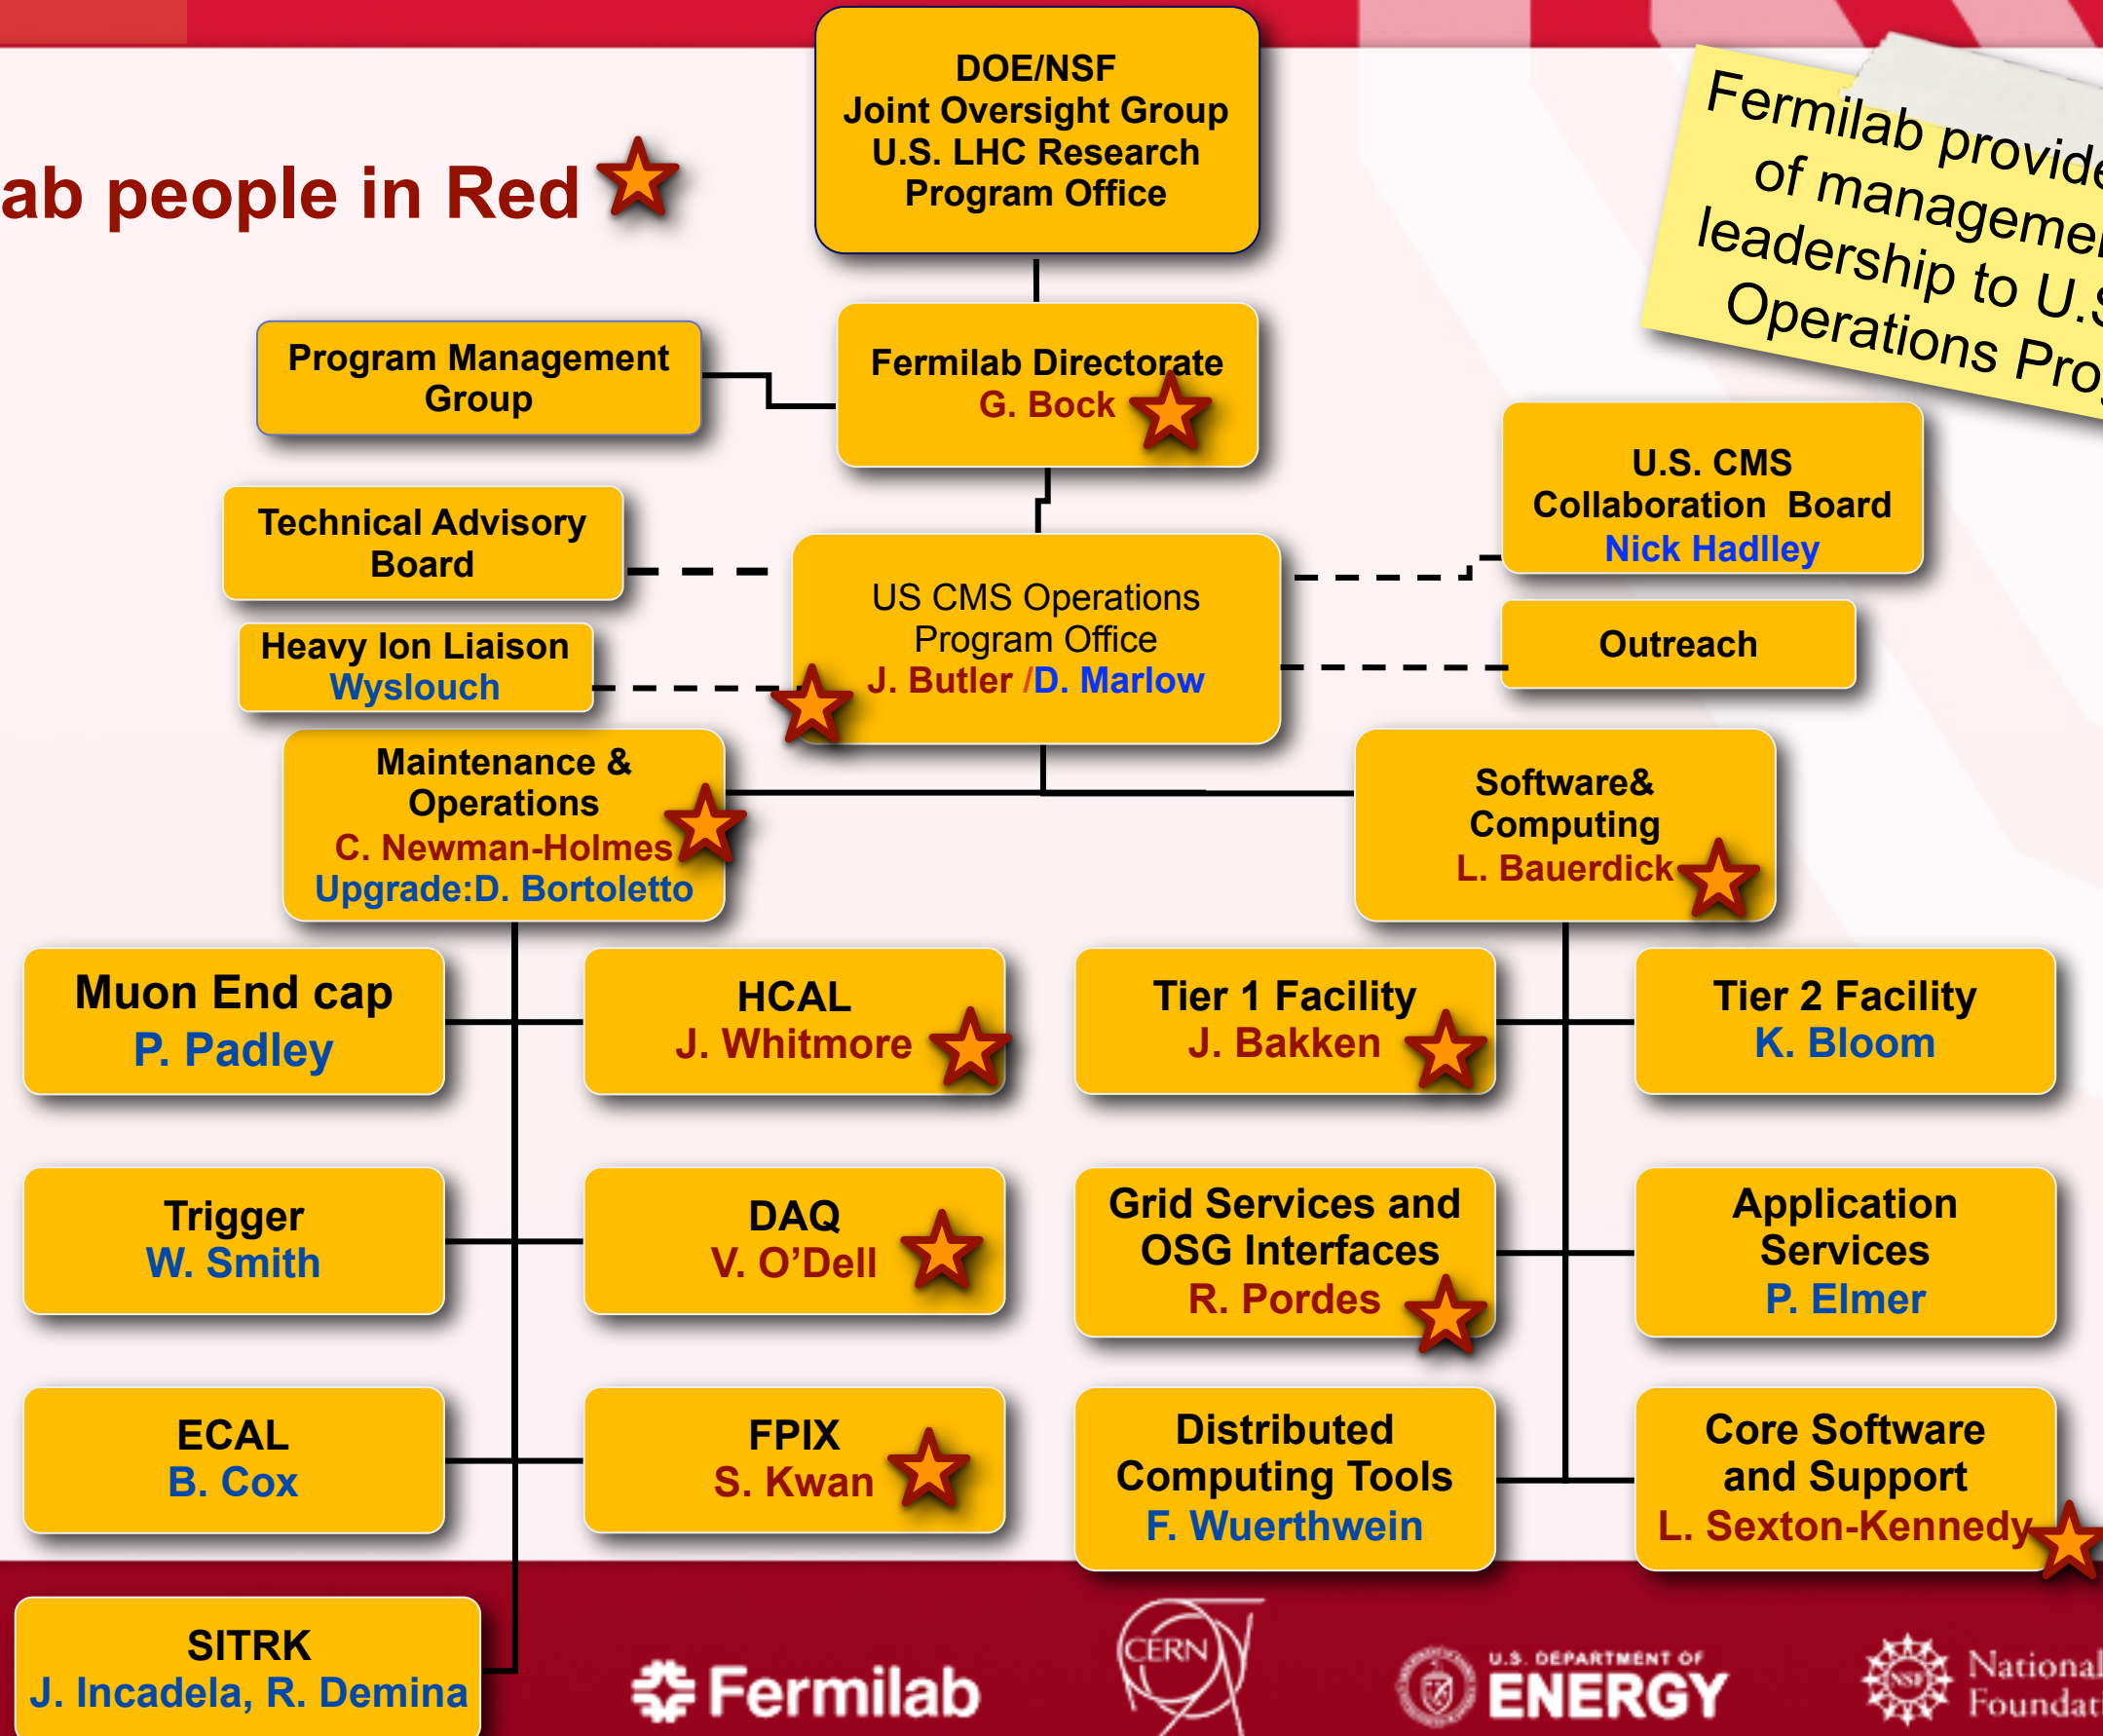 DOE/NSF
Joint Oversight Group
U.S. LHC Research
Program Office
ab people in Red
Fermilab provide
of managemen
leadership to U.S
Operations Prog
Program Management
Group
Fermilab Directorate
G. Bock
Technical Advisory
Board
U.S. CMS
Collaboration Board
Nick Hadlley
US CMS Operations
Program Office
J. Butler /D. Marlow
Heavy Ion Liaison
Wyslouch
Outreach
Maintenance &
Operations
C. Newman-Holmes
Upgrade:D. Bortoletto
Software&
Computing
L. Bauerdick
Muon End cap
P. Padley
HCAL
J. Whitmore
Tier 1 Facility
J. Bakken
Tier 2 Facility
K. Bloom
Trigger
W. Smith
DAQ
V. O’Dell
Grid Services and
OSG Interfaces
R. Pordes
Application
Services
P. Elmer
ECAL
B. Cox
FPIX
S. Kwan
Distributed
Computing Tools
F. Wuerthwein
Core Software
and Support
L. Sexton-Kennedy
SITRK
J. Incadela, R. Demina
Fermilab
CERN
U.S. DEPARTMENT OF
ENERGY
NSF
National
Foundati